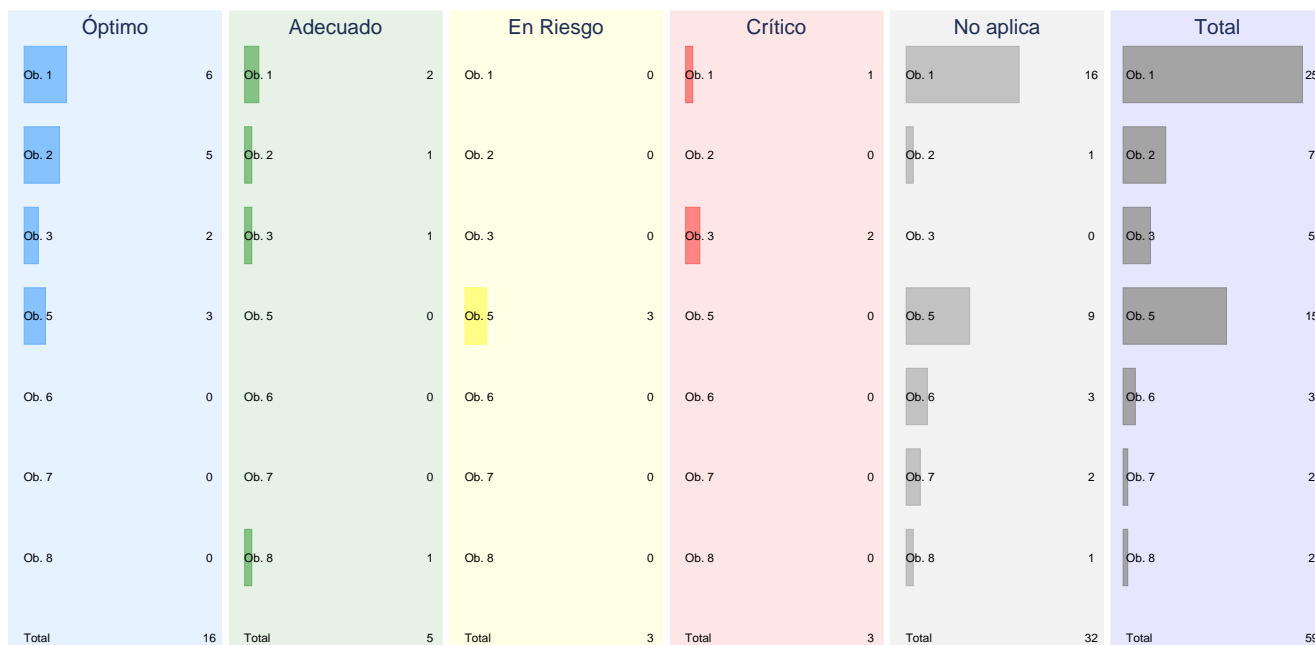 Óptimo Adecuado En Riesgo Crítico No aplica Total
Ob. 1 6 Ob. 1 2 Ob. 1 0 Ob. 1 1 Ob. 1 16 Ob. 1 25
Ob. 2 5 Ob. 2 1 Ob. 2 0 Ob. 2 0 Ob. 2 1 Ob. 2 7
Ob. 3 2 Ob. 3 1 Ob. 3 0 Ob. 3 2 Ob. 3 0 Ob. 3 5
Ob. 5 3 Ob. 5 0 Ob. 5 3 Ob. 5 0 Ob. 5 9 Ob. 5 15
Ob. 6 0 Ob. 6 0 Ob. 6 0 Ob. 6 0 Ob. 6 3 Ob. 6 3
Ob. 7 0 Ob. 7 0 Ob. 7 0 Ob. 7 0 Ob. 7 2 Ob. 7 2
Ob. 8 0 Ob. 8 1 Ob. 8 0 Ob. 8 0 Ob. 8 1 Ob. 8 2
Total 16 Total 5 Total 3 Total 3 Total 32 Total 59